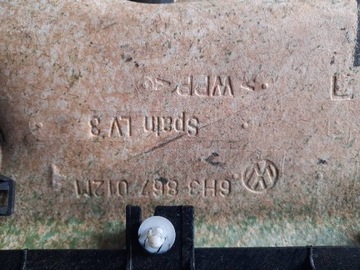 6H3 867 012M
Spain LV 3
> WPP <